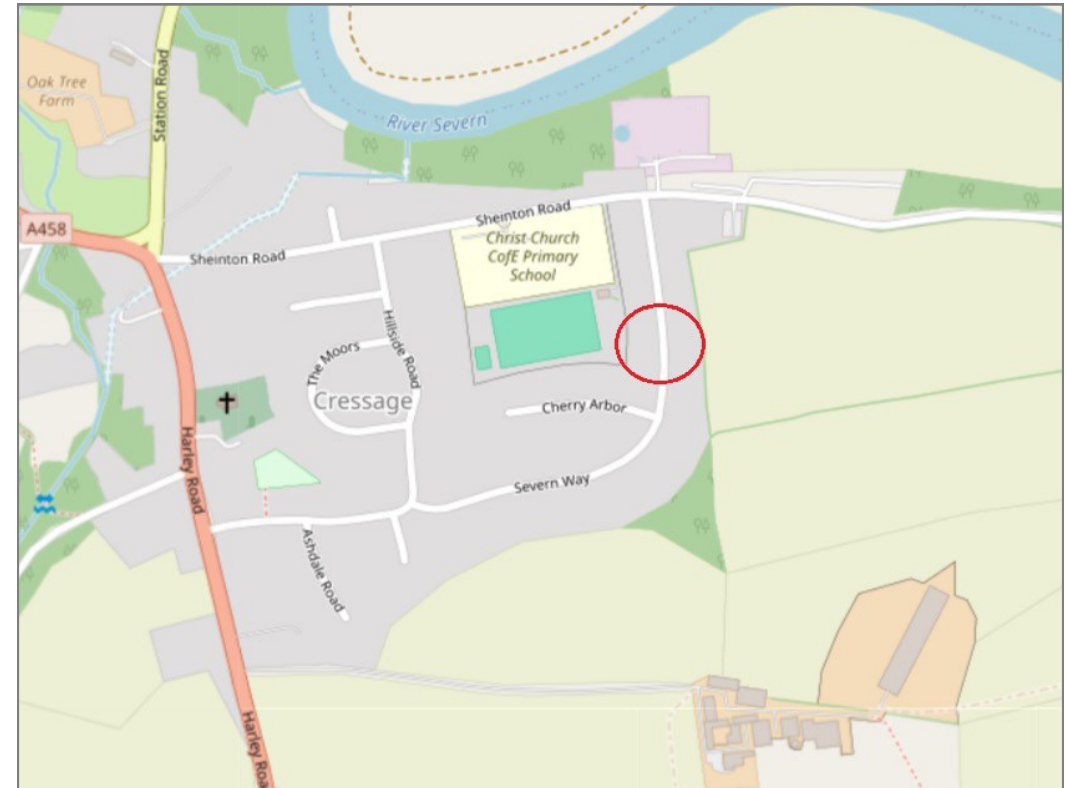 Oak Tree
Farm
Station Road
River Severn
A458
Sheinton Road
Sheinton Road
Christ Church
CofE Primary
School
Hillside Road
The Moors
Cressage
Cherry Arbor
Harley Road
Severn Way
Ashdale Road
Harley Roa